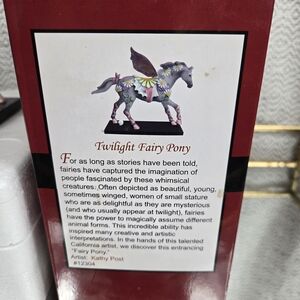 Twilight Fairy Pony
For as long as stories have been told,
fairies have captured the imagination of
people fascinated by these whimsical
creatures. Often depicted as beautiful, young,
sometimes winged, women of small stature
who are as delightful as they are mysterious
(and who usually appear at twilight), fairies
have the power to magically assume different
animal forms. This incredible ability has
inspired many creative and artistic
interpretations. In the hands of this talented
California artist, we discover this entrancing
"Fairy Pony."
Artist: Kathy Post
#12304